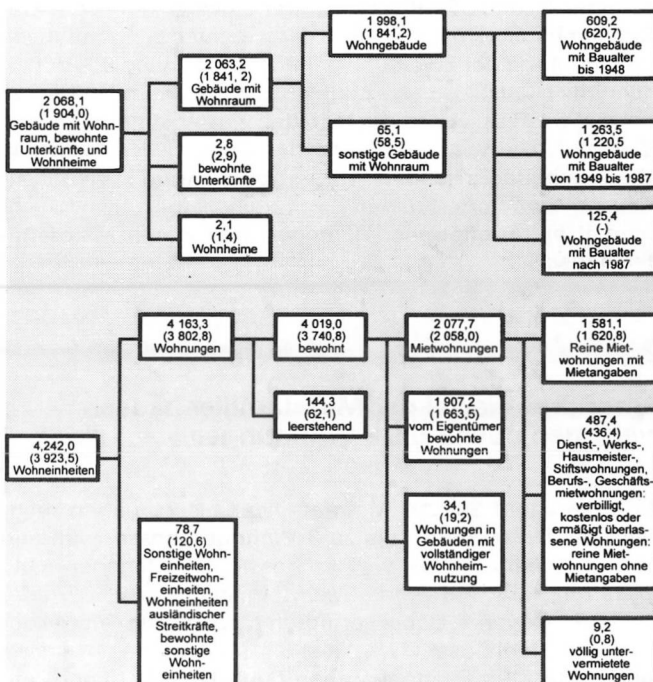 2 068,1
(1 904,0)
Gebäude mit Wohn-
raum, bewohnte
Unterkünfte und
Wohnheime
2 063,2
(1 841, 2)
Gebäude mit
Wohnraum
2,8
(2,9)
bewohnte
Unterkünfte
2,1
(1,4)
Wohnheime
1 998,1
(1 841,2)
Wohngebäude
65,1
(58,5)
sonstige Gebäude
mit Wohnraum
609,2
(620,7)
Wohngebäude
mit Baualter
bis 1948
1 263,5
(1 220,5
Wohngebäude
mit Baualter
von 1949 bis 1987
125,4
(-)
Wohngebäude
mit Baualter
nach 1987
4,242,0
(3 923,5)
Wohneinheiten
4 163,3
(3 802,8)
Wohnungen
78,7
(120,6)
Sonstige Wohn-
einheiten,
Freizeitwohn-
einheiten,
Wohneinheiten
ausländischer
Streitkräfte,
bewohnte
sonstige
Wohn-
einheiten
4 019,0
(3 740,8)
bewohnt
144,3
(62,1)
leerstehend
2 077,7
(2 058,0)
Mietwohnungen
1 907,2
(1 663,5)
vom Eigentümer
bewohnte
Wohnungen
34,1
(19,2)
Wohnungen in
Gebäuden mit
vollständiger
Wohnheim-
nutzung
1 581,1
(1 620,8)
Reine Miet-
wohnungen mit
Mietangaben
487,4
(436,4)
Dienst-, Werks-,
Hausmeister-,
Stiftswohnungen,
Berufs-, Geschäfts-
mietwohnungen:
verbilligt,
kostenlos oder
ermäßigt überlas-
sene Wohnungen:
reine Miet-
wohnungen ohne
Mietangaben
9,2
(0,8)
völlig unter-
vermietete
Wohnungen